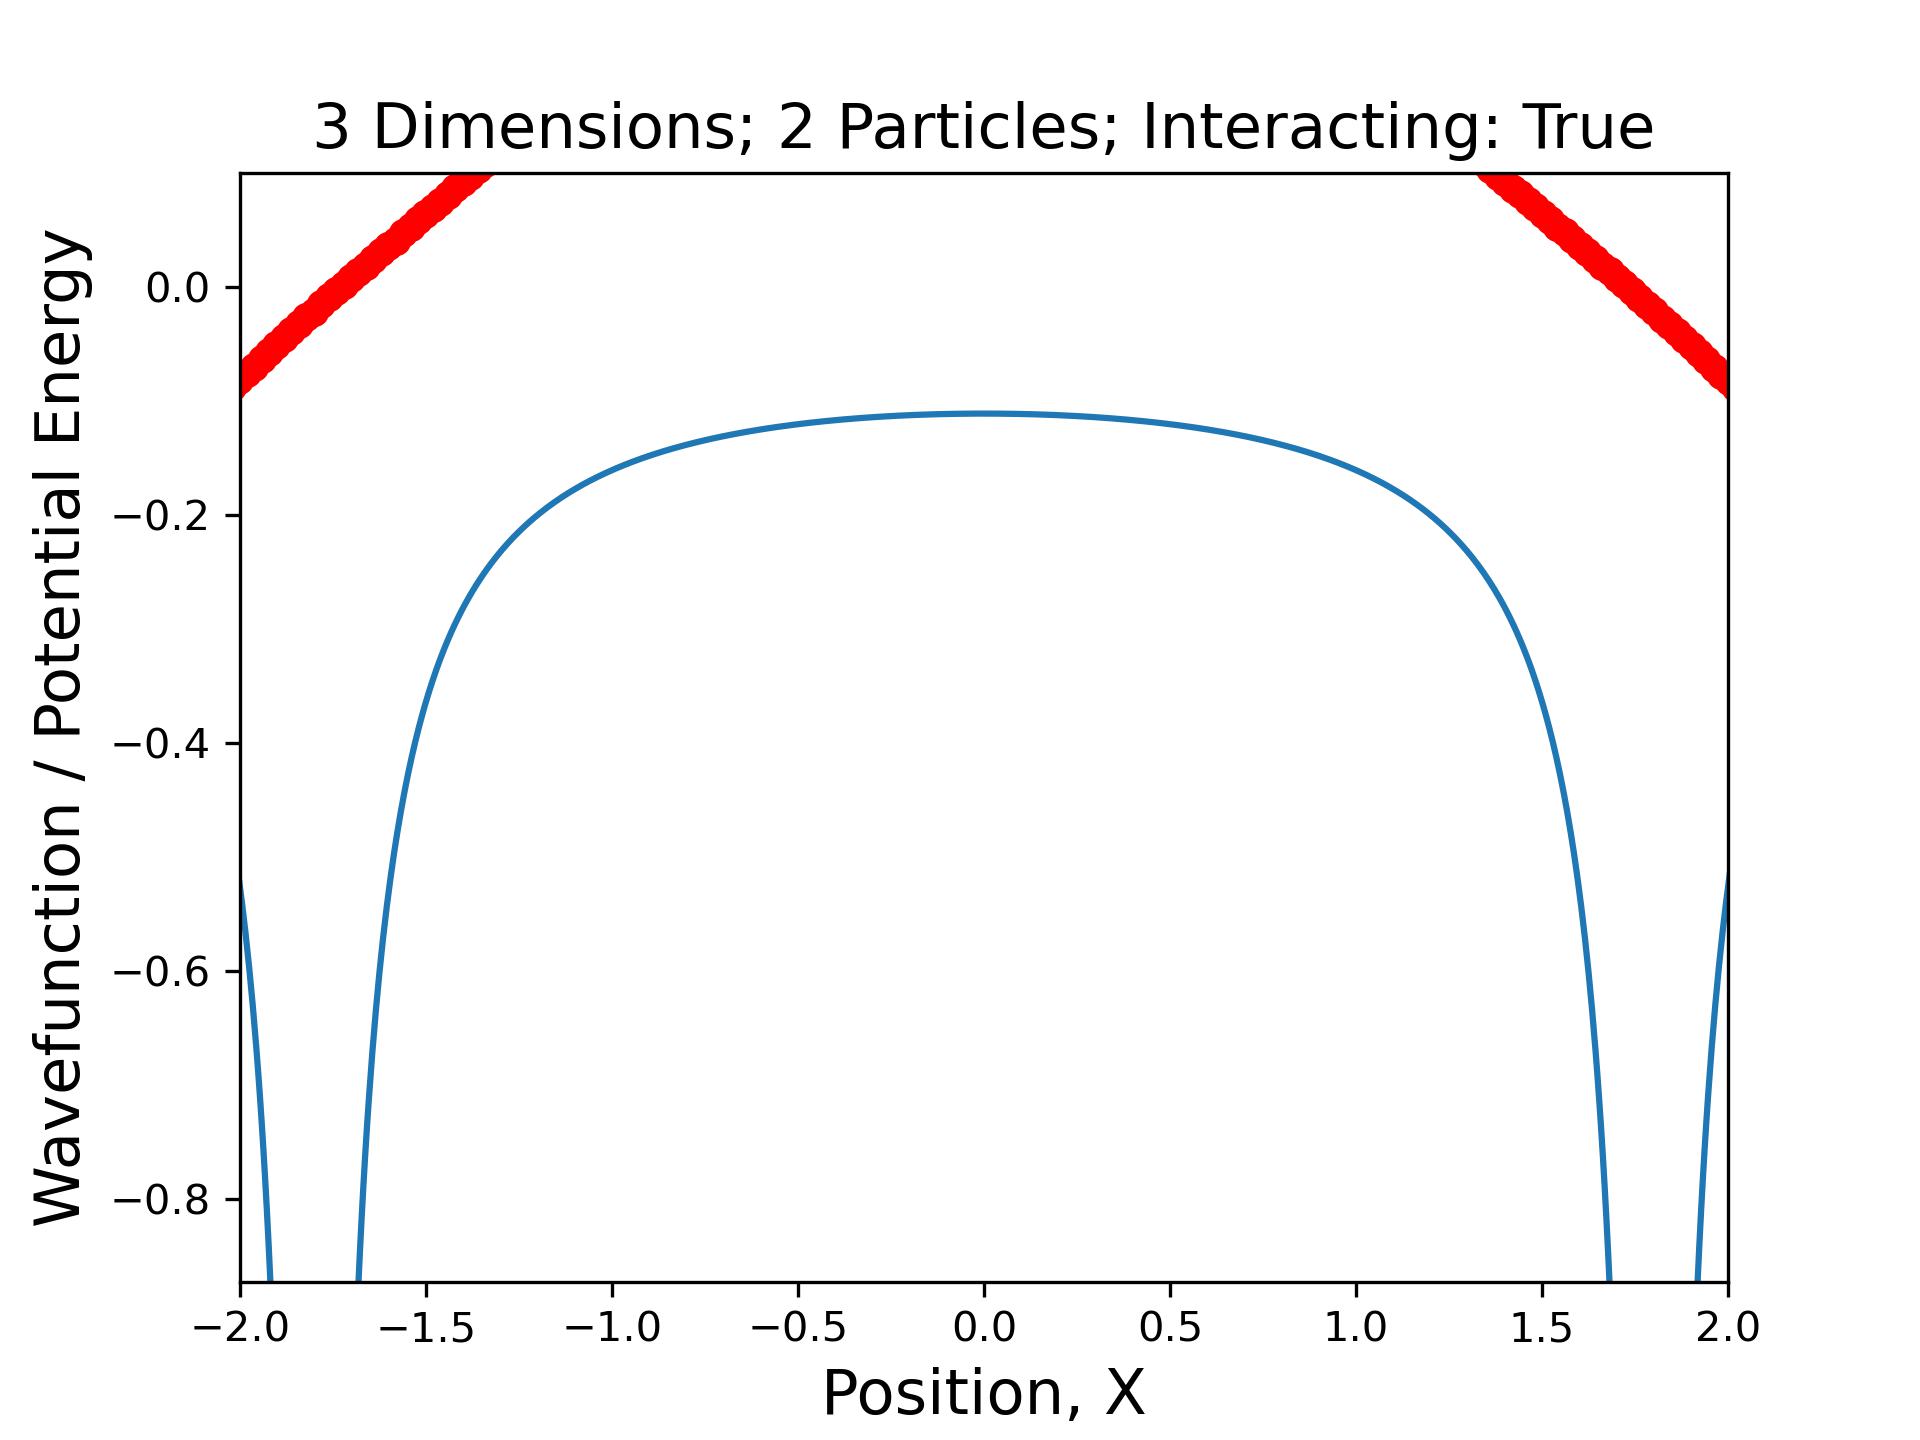 3 Dimensions; 2 Particles; Interacting: True
Wavefunction / Potential Energy
0.0
−0.2
−0.4
−0.6
−0.8
−2.0 −1.5 −1.0 −0.5 0.0 0.5 1.0 1.5 2.0
Position, X